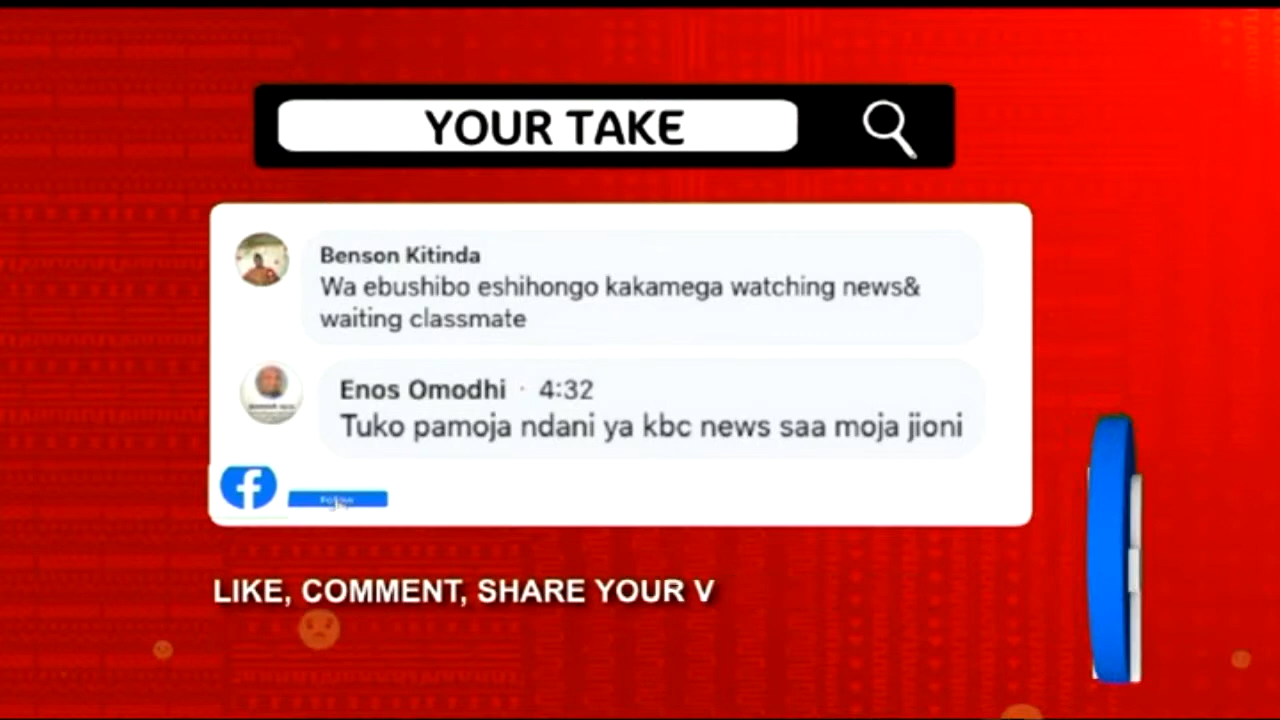 YOUR TAKE
Benson Kitinda
Wa ebushibo eshihongo kakamega watching news&
waiting classmate
Enos Omodhi · 4:32
Tuko pamoja ndani ya kbc news saa moja jioni
LIKE, COMMENT, SHARE YOUR V